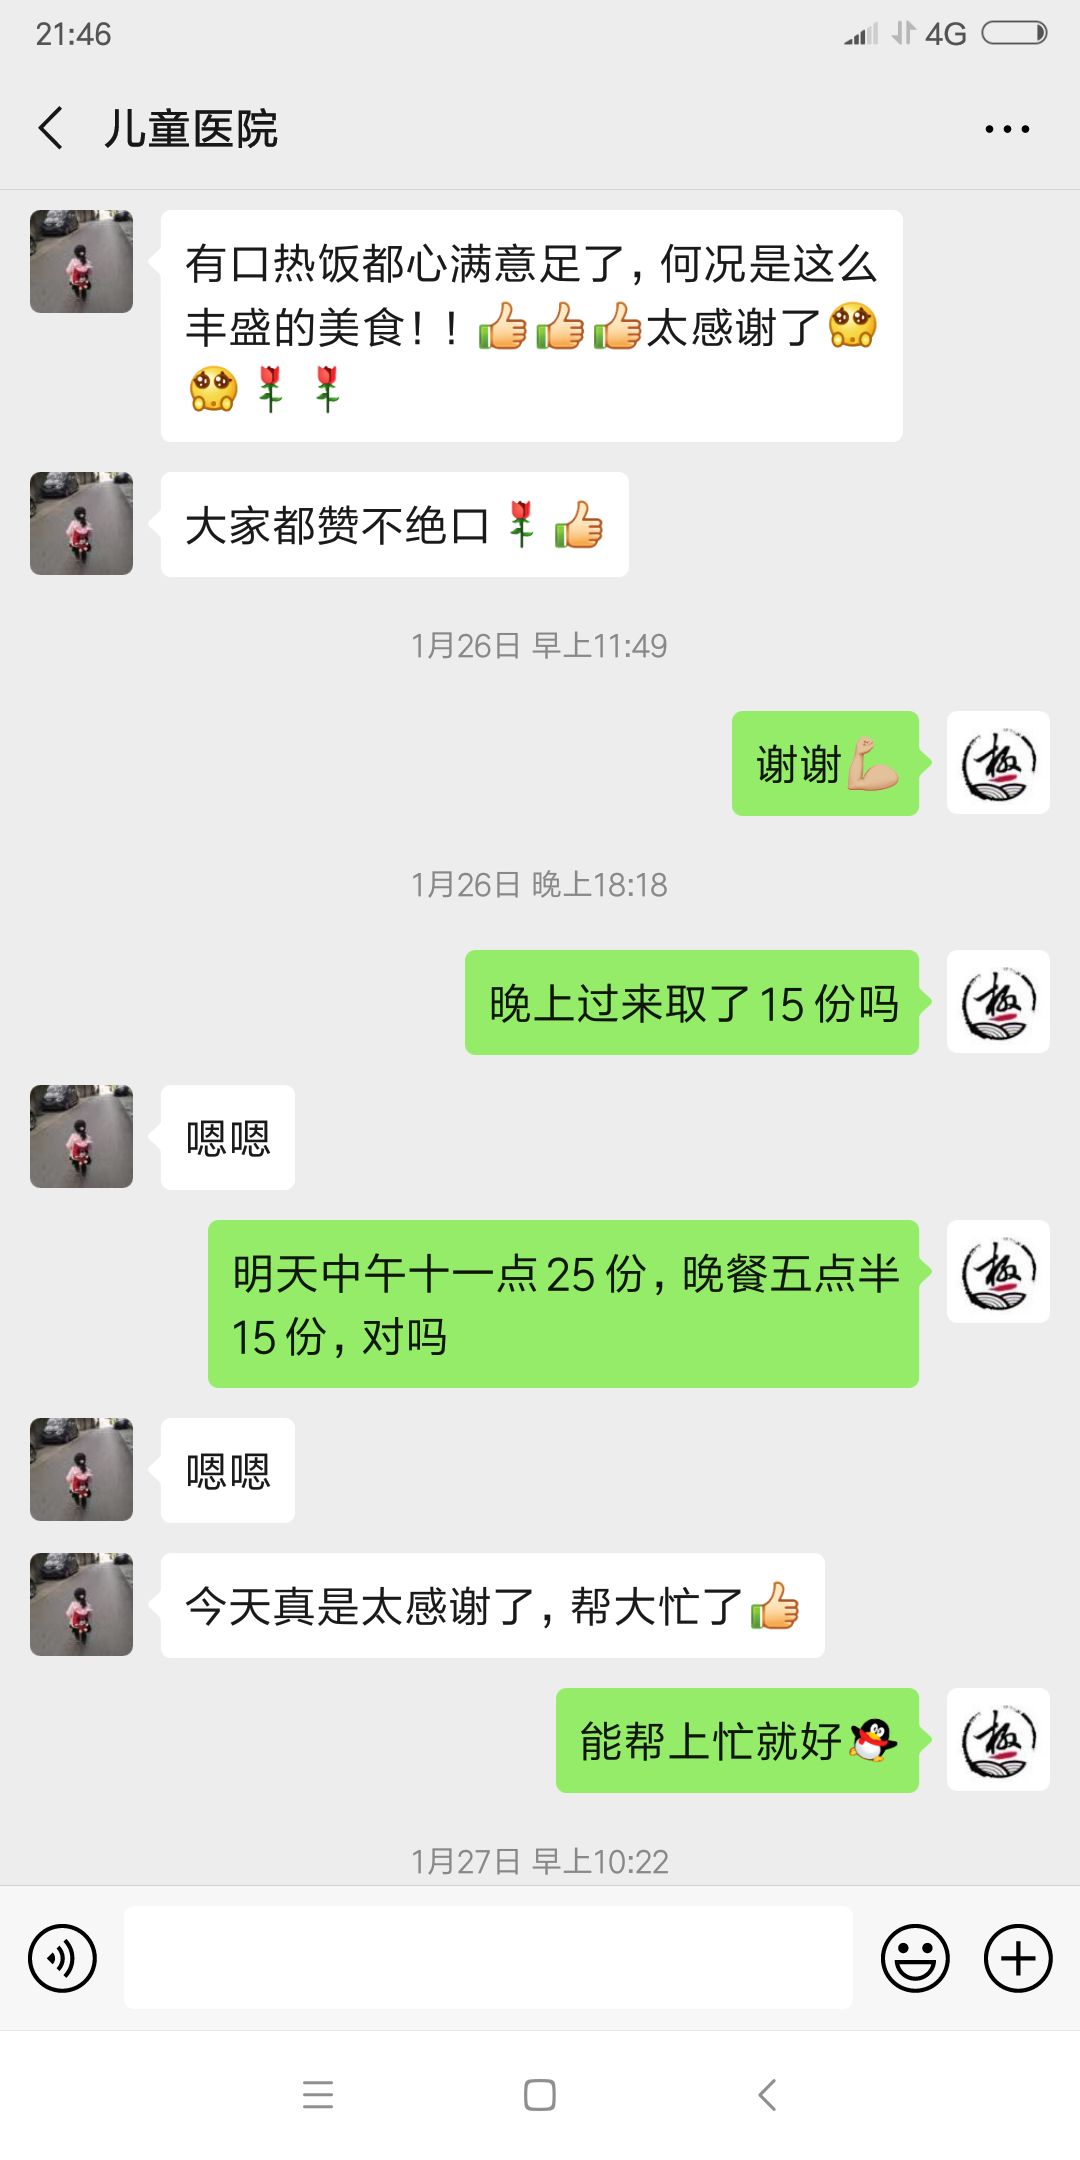 21:46
4G
儿童医院
有口热饭都心满意足了，何况是这么
丰盛的美食！！👍👍👍太感谢了🥺
🥺🌹🌹
大家都赞不绝口🌹👍
1月26日 早上11:49
谢谢💪🏼
极
1月26日 晚上18:18
晚上过来取了15份吗
极
嗯嗯
明天中午十一点25份，晚餐五点半
15份，对吗
极
嗯嗯
今天真是太感谢了，帮大忙了👍
能帮上忙就好🐧
极
1月27日 早上10:22